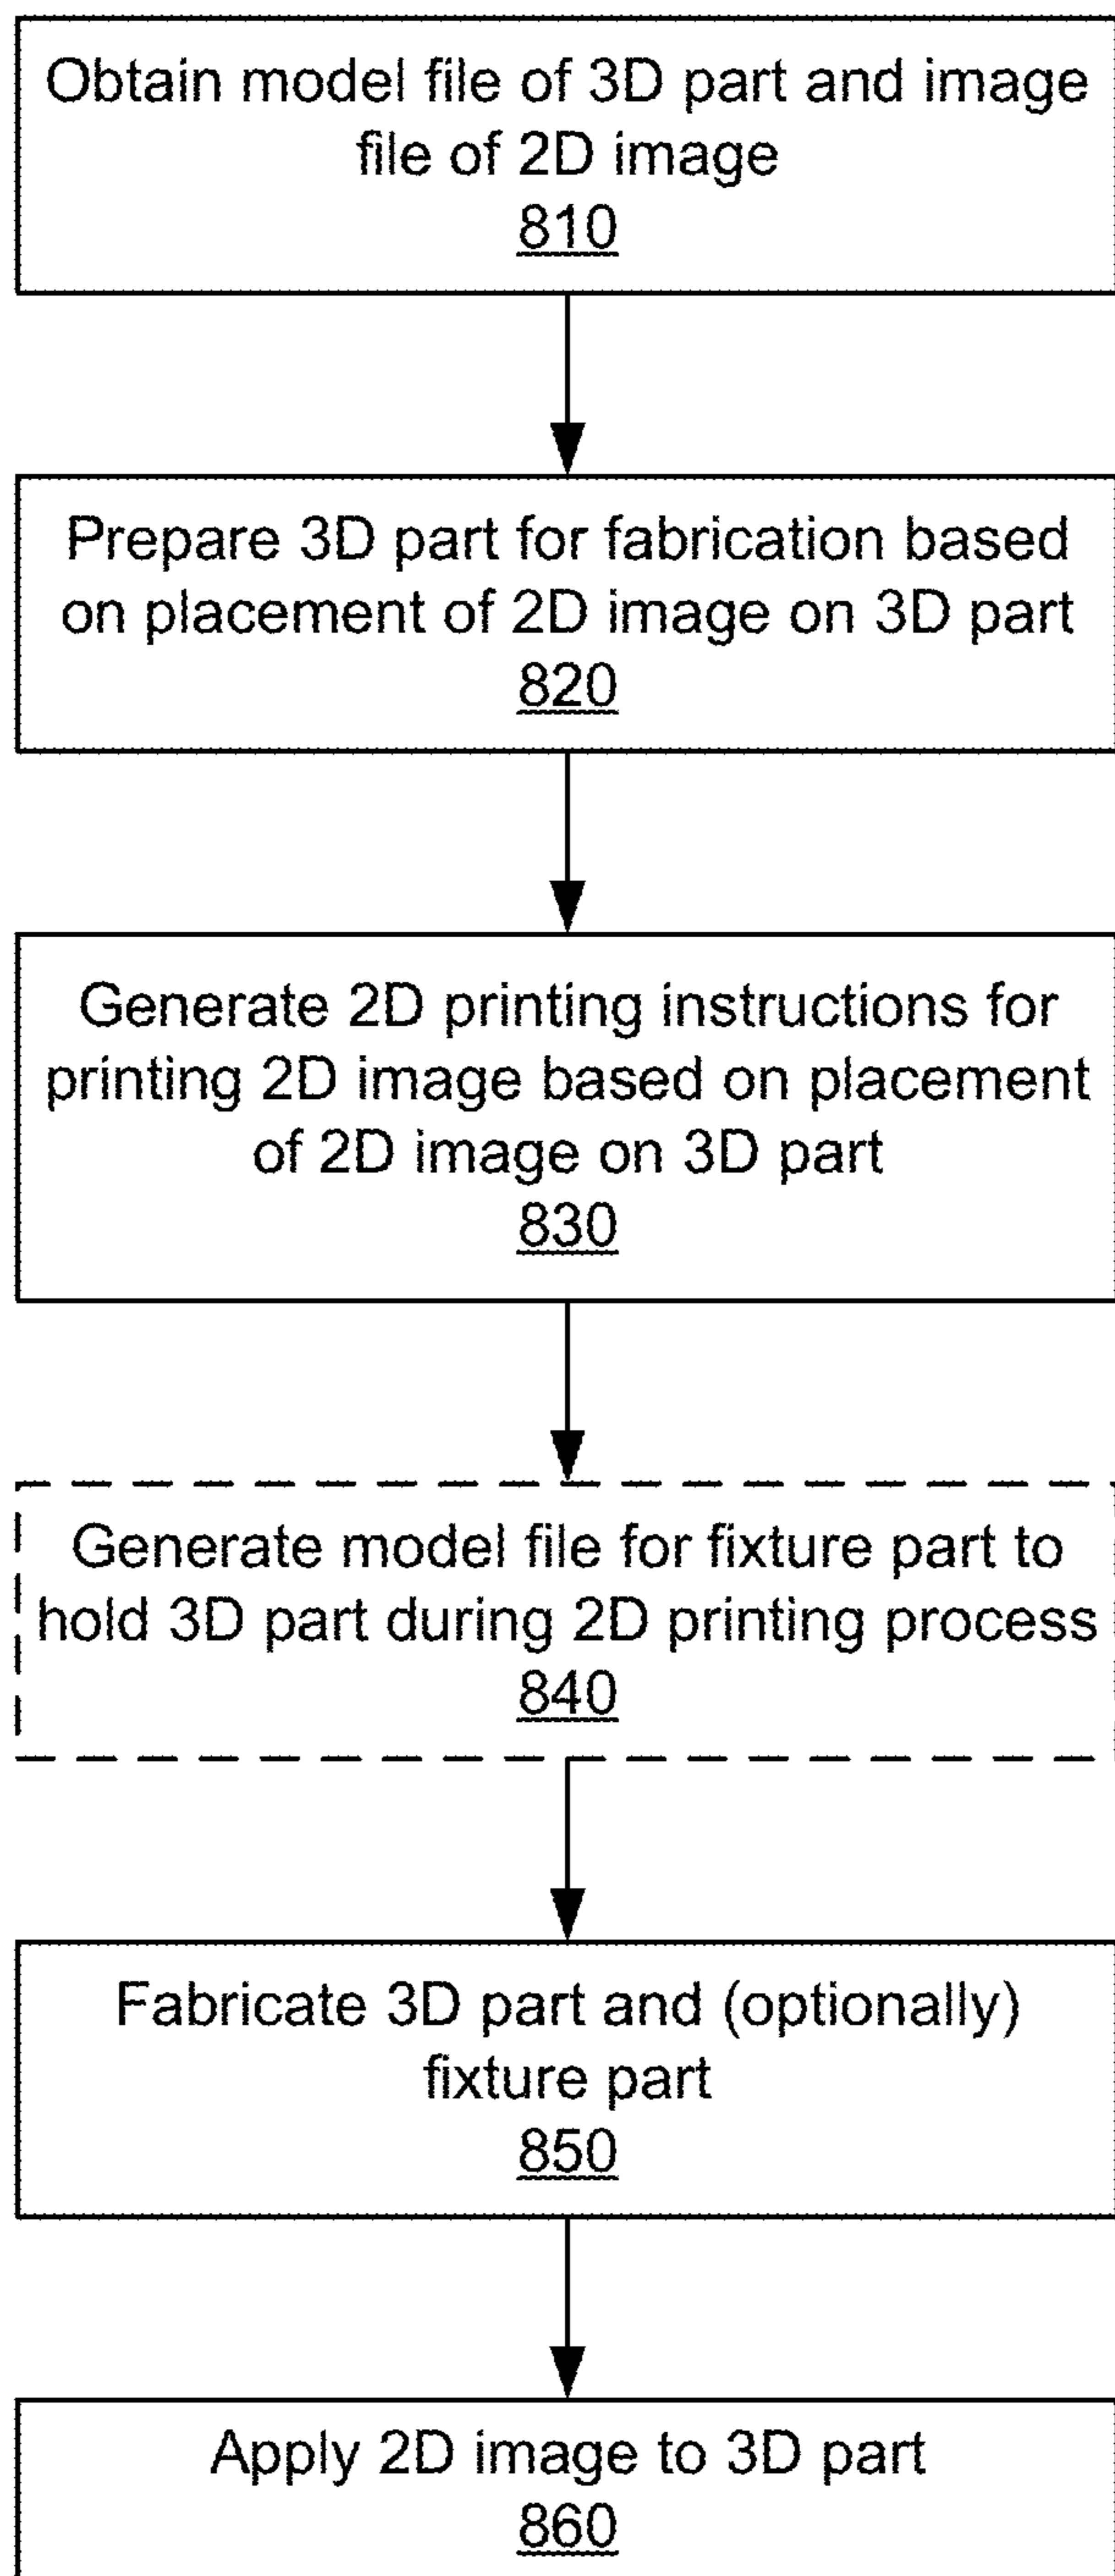 Obtain model file of 3D part and image
file of 2D image
810
Prepare 3D part for fabrication based
on placement of 2D image on 3D part
820
Generate 2D printing instructions for
printing 2D image based on placement
of 2D image on 3D part
830
Generate model file for fixture part to
hold 3D part during 2D printing process
840
Fabricate 3D part and (optionally)
fixture part
850
Apply 2D image to 3D part
860